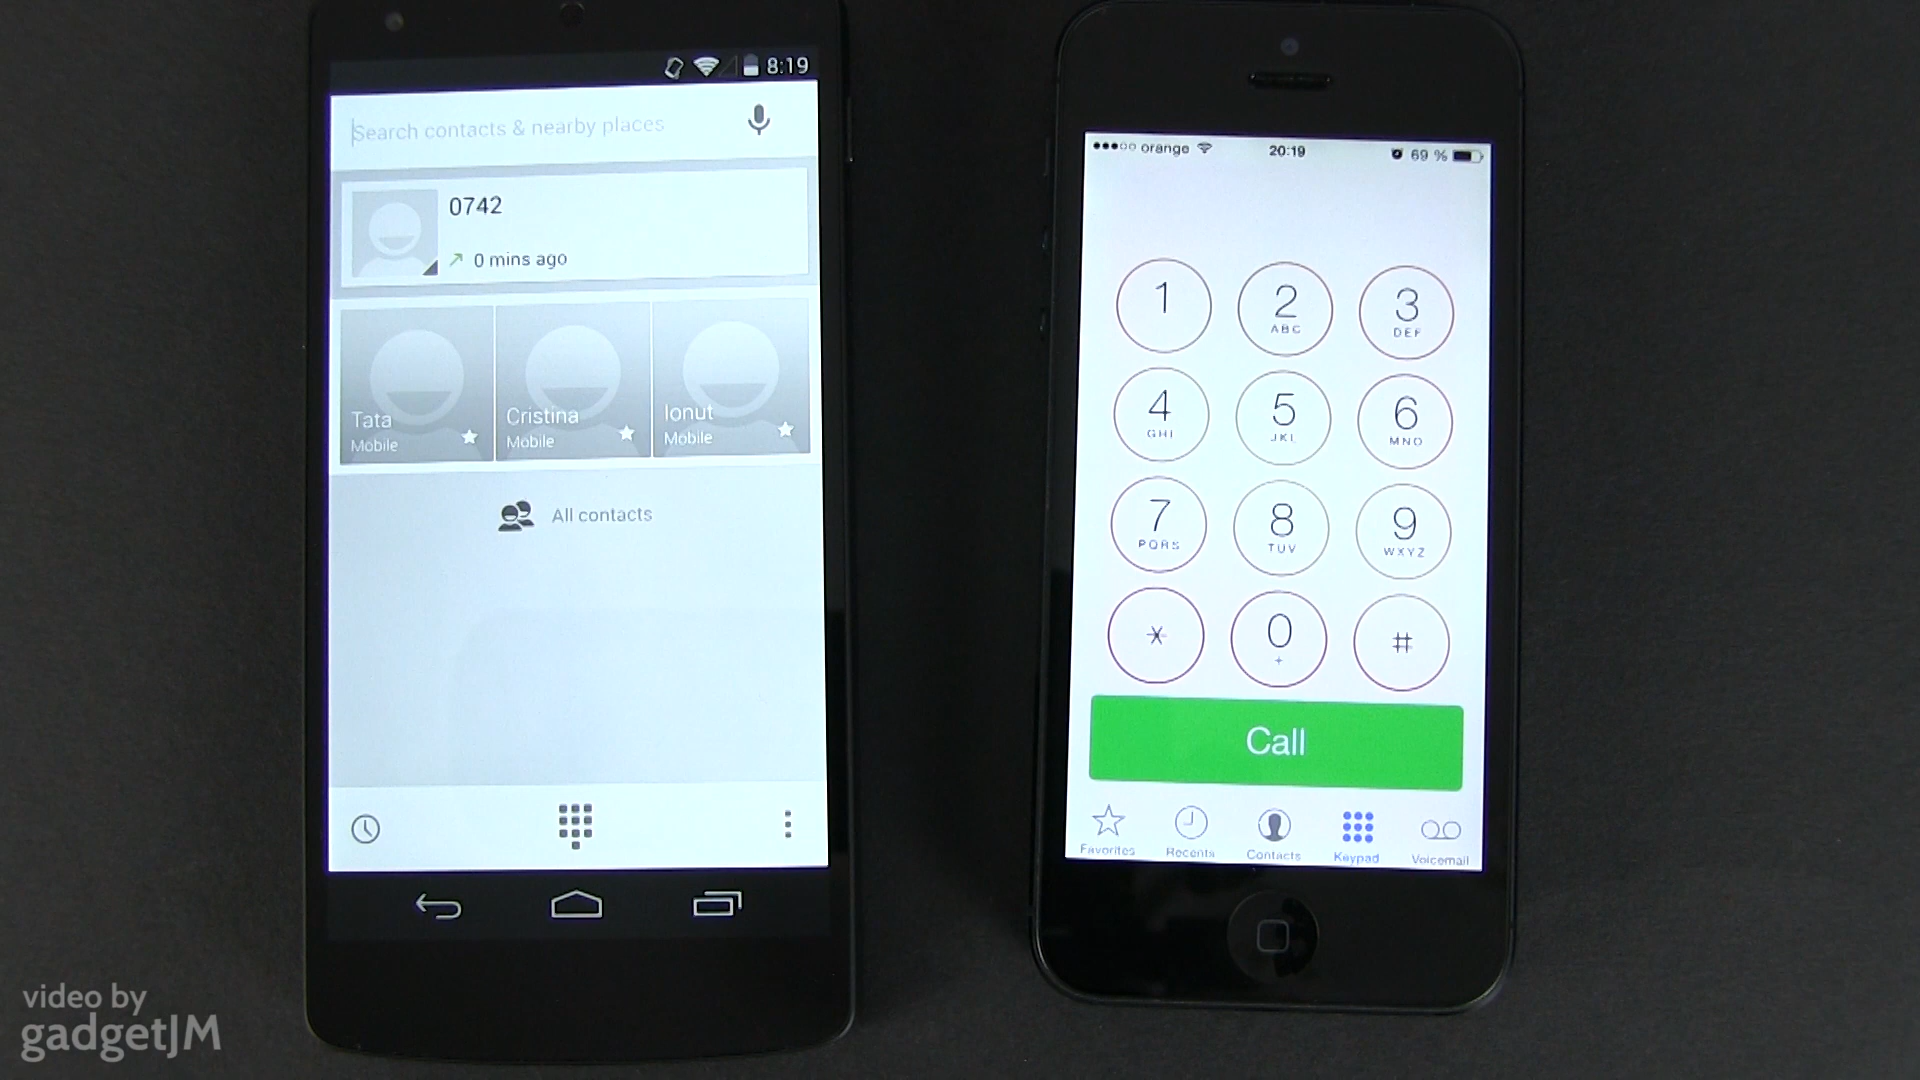 8:19
Search contacts & nearby places
0742
0 mins ago
Tata
Mobile
Cristina
Mobile
Ionut
Mobile
All contacts
orange
20:19
69 %
1
2
ABC
3
DEF
4
GHI
5
JKL
6
MNO
7
PQRS
8
TUV
9
WXYZ
*
0
+
#
Call
Favorites
Recents
Contacts
Keypad
Voicemail
video by
gadgetJM